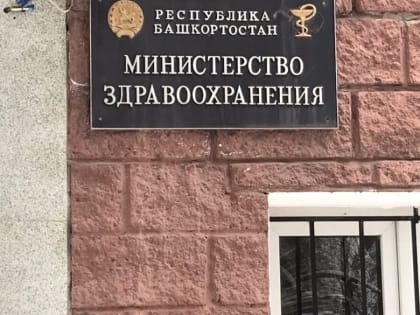 РЕСПУБЛИКА
БАШКОРТОСТАН
МИНИСТЕРСТВО
ЗДРАВООХРАНЕНИЯ